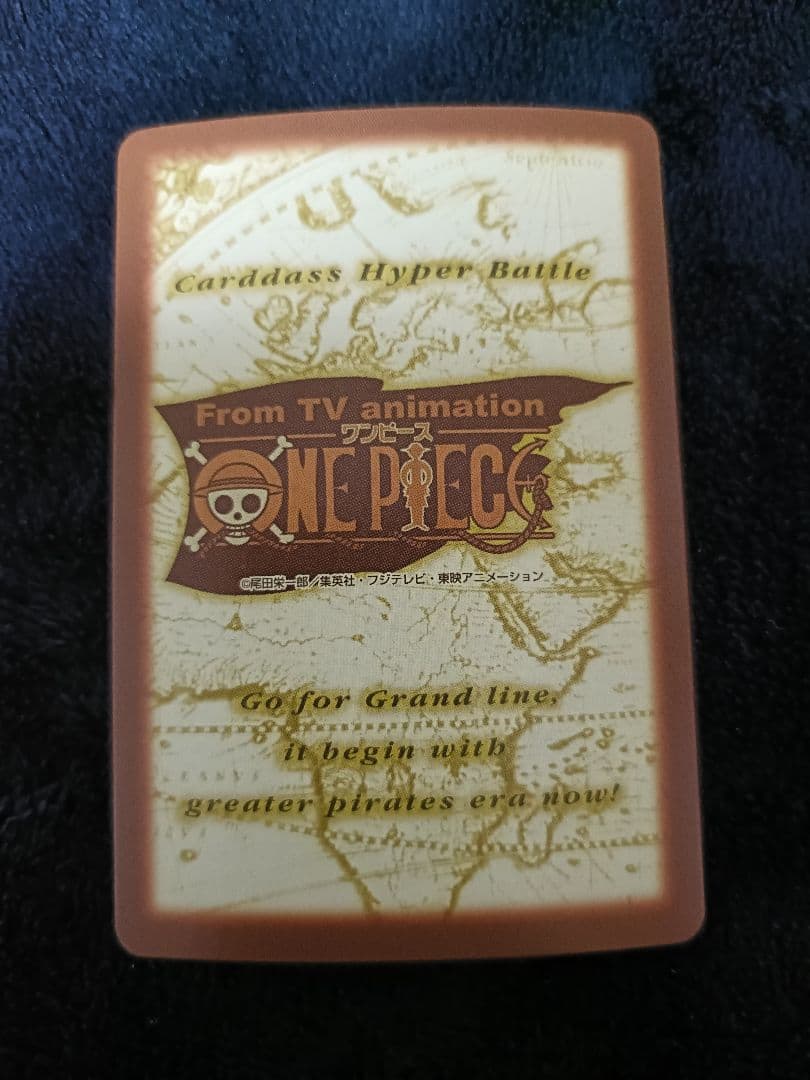 Septentrio
Carddass Hyper Battle
From TV animation
ワンピース
ONE PIECE
©尾田栄一郎/集英社・フジテレビ・東映アニメーション
Go for Grand line,
it begin with
greater pirates era now!